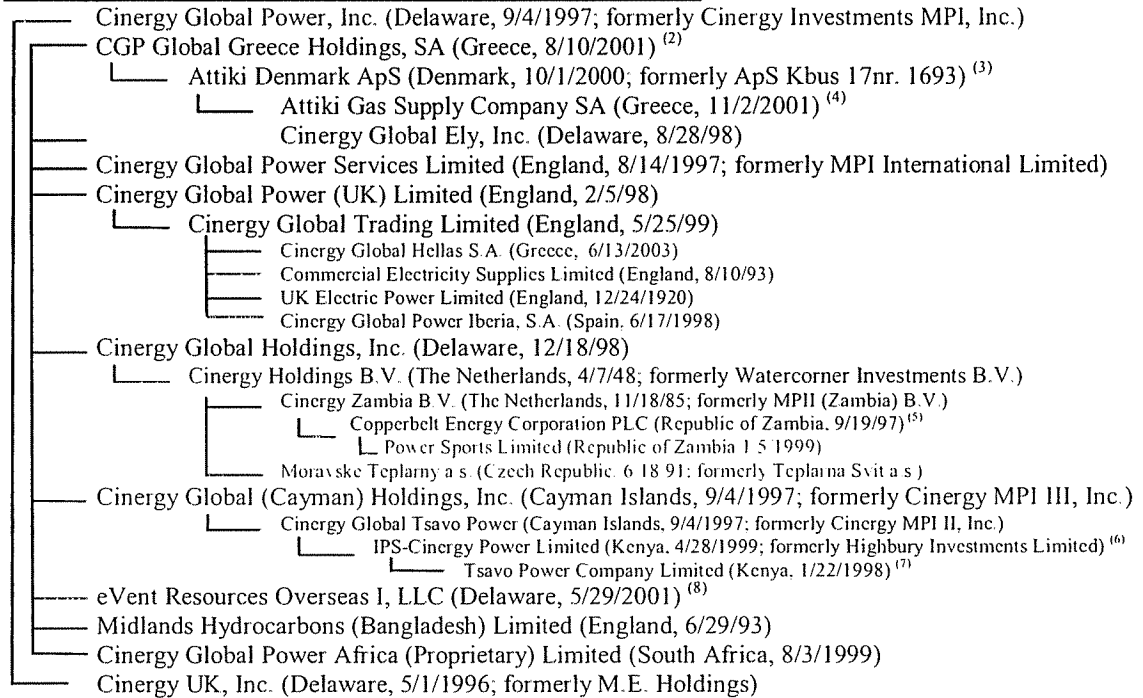 Cinergy Global Power, Inc. (Delaware, 9/4/1997; formerly Cinergy Investments MPI, Inc.)
CGP Global Greece Holdings, SA (Greece, 8/10/2001) (2)
Attiki Denmark ApS (Denmark, 10/1/2000; formerly ApS Kbus 17nr. 1693) (3)
Attiki Gas Supply Company SA (Greece, 11/2/2001) (4)
Cinergy Global Ely, Inc. (Delaware, 8/28/98)
Cinergy Global Power Services Limited (England, 8/14/1997; formerly MPI International Limited)
Cinergy Global Power (UK) Limited (England, 2/5/98)
Cinergy Global Trading Limited (England, 5/25/99)
Cinergy Global Hellas S.A. (Greece, 6/13/2003)
Commercial Electricity Supplies Limited (England, 8/10/93)
UK Electric Power Limited (England, 12/24/1920)
Cinergy Global Power Iberia, S.A. (Spain, 6/17/1998)
Cinergy Global Holdings, Inc. (Delaware, 12/18/98)
Cinergy Holdings B.V. (The Netherlands, 4/7/48; formerly Watercorner Investments B.V.)
Cinergy Zambia B.V. (The Netherlands, 11/18/85; formerly MPII (Zambia) B.V.)
Copperbelt Energy Corporation PLC (Republic of Zambia, 9/19/97) (5)
Power Sports Limited (Republic of Zambia 1 5 1999)
Moravske Teplarny a s. (Czech Republic. 6 18 91; formerly Teplarna Svit a s )
Cinergy Global (Cayman) Holdings, Inc. (Cayman Islands, 9/4/1997; formerly Cinergy MPI III, Inc.)
Cinergy Global Tsavo Power (Cayman Islands, 9/4/1997; formerly Cinergy MPI II, Inc.)
IPS-Cinergy Power Limited (Kenya, 4/28/1999; formerly Highbury Investments Limited) (6)
Tsavo Power Company Limited (Kenya, 1/22/1998) (7)
eVent Resources Overseas I, LLC (Delaware, 5/29/2001) (8)
Midlands Hydrocarbons (Bangladesh) Limited (England, 6/29/93)
Cinergy Global Power Africa (Proprietary) Limited (South Africa, 8/3/1999)
Cinergy UK, Inc. (Delaware, 5/1/1996; formerly M.E. Holdings)